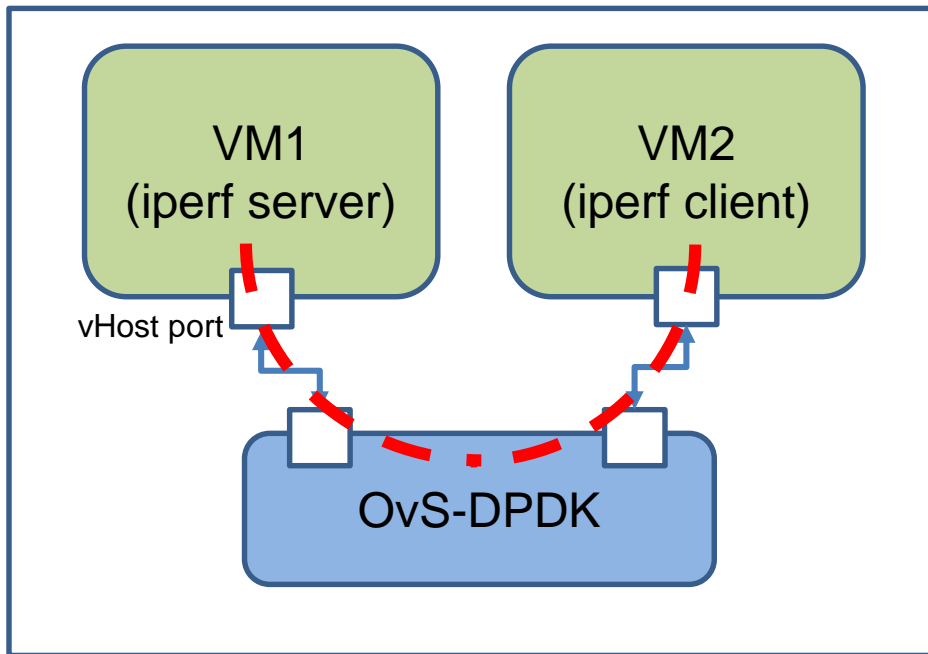 VM1
(iperf server)
VM2
(iperf client)
vHost port
OvS-DPDK